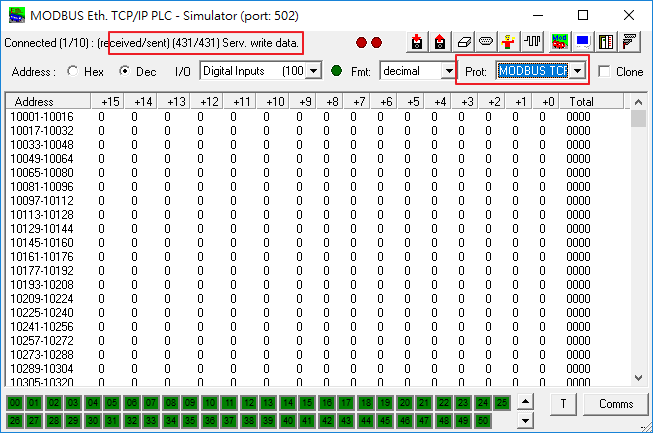 MODBUS Eth. TCP/IP PLC - Simulator (port: 502)
Connected (1/10) : (received/sent) (431/431) Serv. write data.
Address : Hex Dec I/O Digital Inputs (100 Fmt: decimal Prot: MODBUS TCP Clone
Address +15 +14 +13 +12 +11 +10 +9 +8 +7 +6 +5 +4 +3 +2 +1 +0 Total
10001-10016 0 0 0 0 0 0 0 0 0 0 0 0 0 0 0 0 0000
10017-10032 0 0 0 0 0 0 0 0 0 0 0 0 0 0 0 0 0000
10033-10048 0 0 0 0 0 0 0 0 0 0 0 0 0 0 0 0 0000
10049-10064 0 0 0 0 0 0 0 0 0 0 0 0 0 0 0 0 0000
10065-10080 0 0 0 0 0 0 0 0 0 0 0 0 0 0 0 0 0000
10081-10096 0 0 0 0 0 0 0 0 0 0 0 0 0 0 0 0 0000
10097-10112 0 0 0 0 0 0 0 0 0 0 0 0 0 0 0 0 0000
10113-10128 0 0 0 0 0 0 0 0 0 0 0 0 0 0 0 0 0000
10129-10144 0 0 0 0 0 0 0 0 0 0 0 0 0 0 0 0 0000
10145-10160 0 0 0 0 0 0 0 0 0 0 0 0 0 0 0 0 0000
10161-10176 0 0 0 0 0 0 0 0 0 0 0 0 0 0 0 0 0000
10177-10192 0 0 0 0 0 0 0 0 0 0 0 0 0 0 0 0 0000
10193-10208 0 0 0 0 0 0 0 0 0 0 0 0 0 0 0 0 0000
10209-10224 0 0 0 0 0 0 0 0 0 0 0 0 0 0 0 0 0000
10225-10240 0 0 0 0 0 0 0 0 0 0 0 0 0 0 0 0 0000
10241-10256 0 0 0 0 0 0 0 0 0 0 0 0 0 0 0 0 0000
10257-10272 0 0 0 0 0 0 0 0 0 0 0 0 0 0 0 0 0000
10273-10288 0 0 0 0 0 0 0 0 0 0 0 0 0 0 0 0 0000
10289-10304 0 0 0 0 0 0 0 0 0 0 0 0 0 0 0 0 0000
10305-10320 0 0 0 0 0 0 0 0 0 0 0 0 0 0 0 0 0000
00 01 02 03 04 05 06 07 08 09 10 11 12 13 14 15 16 17 18 19 20 21 22 23 24 25 T Comms
26 27 28 29 30 31 32 33 34 35 36 37 38 39 40 41 42 43 44 45 46 47 48 49 50